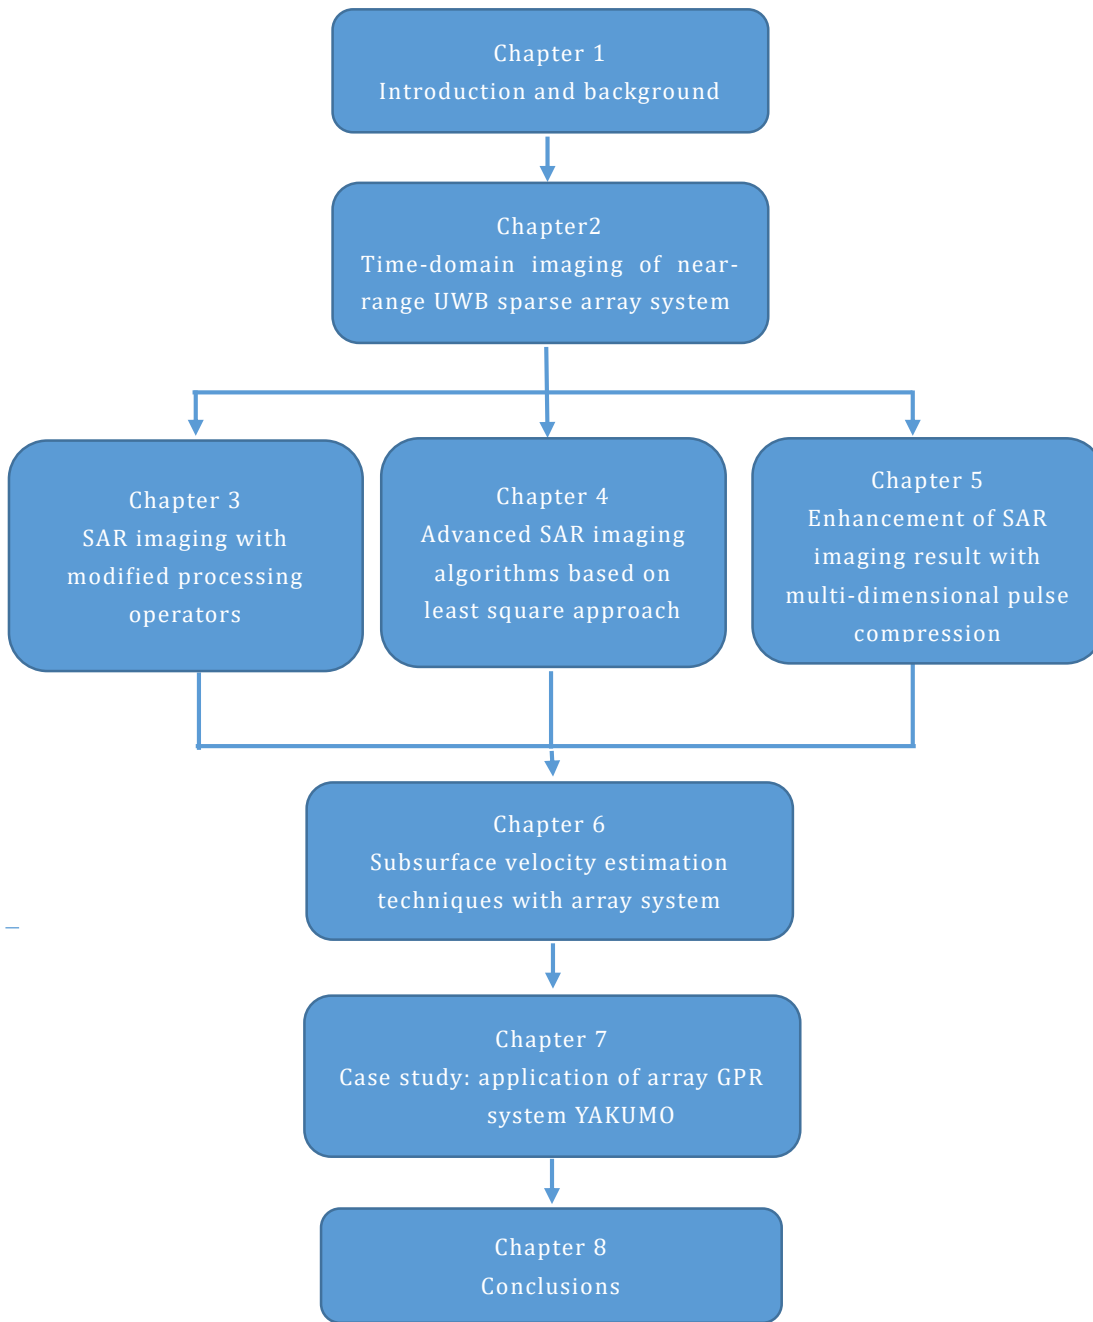 Chapter 1
Introduction and background
Chapter2
Time-domain imaging of near-
range UWB sparse array system
Chapter 3
SAR imaging with
modified processing
operators
Chapter 4
Advanced SAR imaging
algorithms based on
least square approach
Chapter 5
Enhancement of SAR
imaging result with
multi-dimensional pulse
compression
Chapter 6
Subsurface velocity estimation
techniques with array system
Chapter 7
Case study: application of array GPR
system YAKUMO
Chapter 8
Conclusions